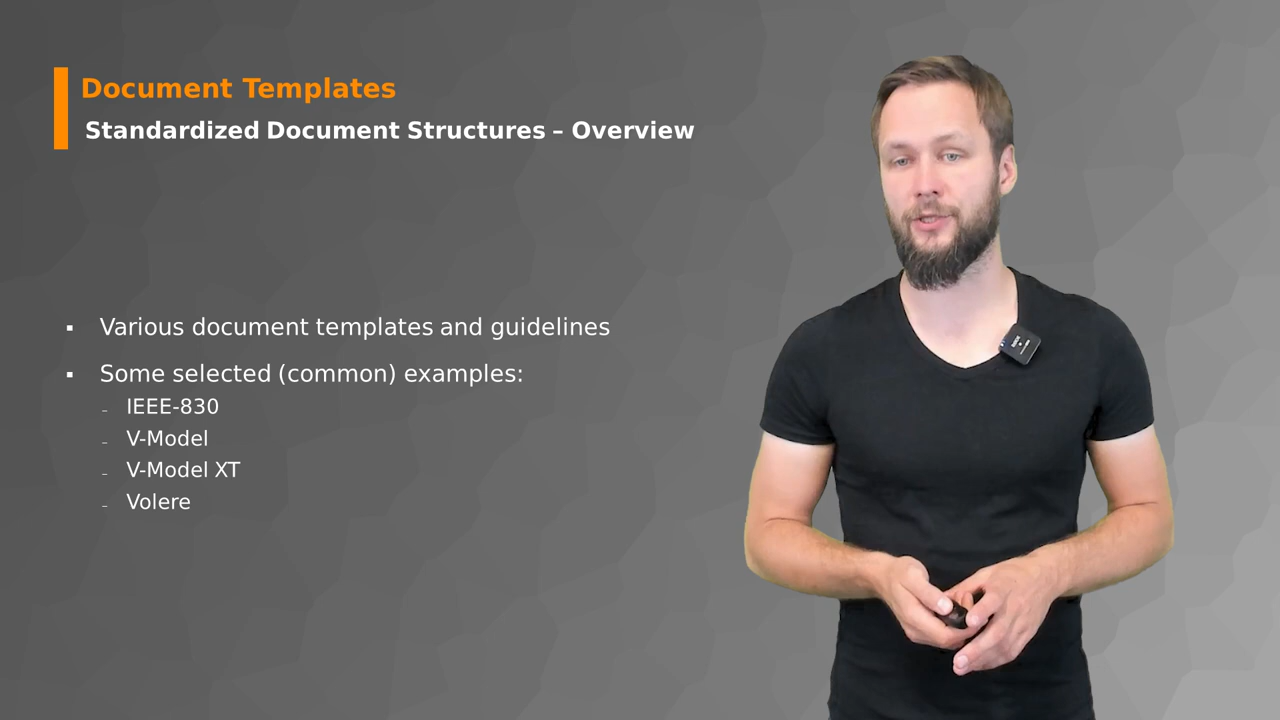 Document Templates
Standardized Document Structures – Overview
▪ Various document templates and guidelines
▪ Some selected (common) examples:
– IEEE-830
– V-Model
– V-Model XT
– Volere